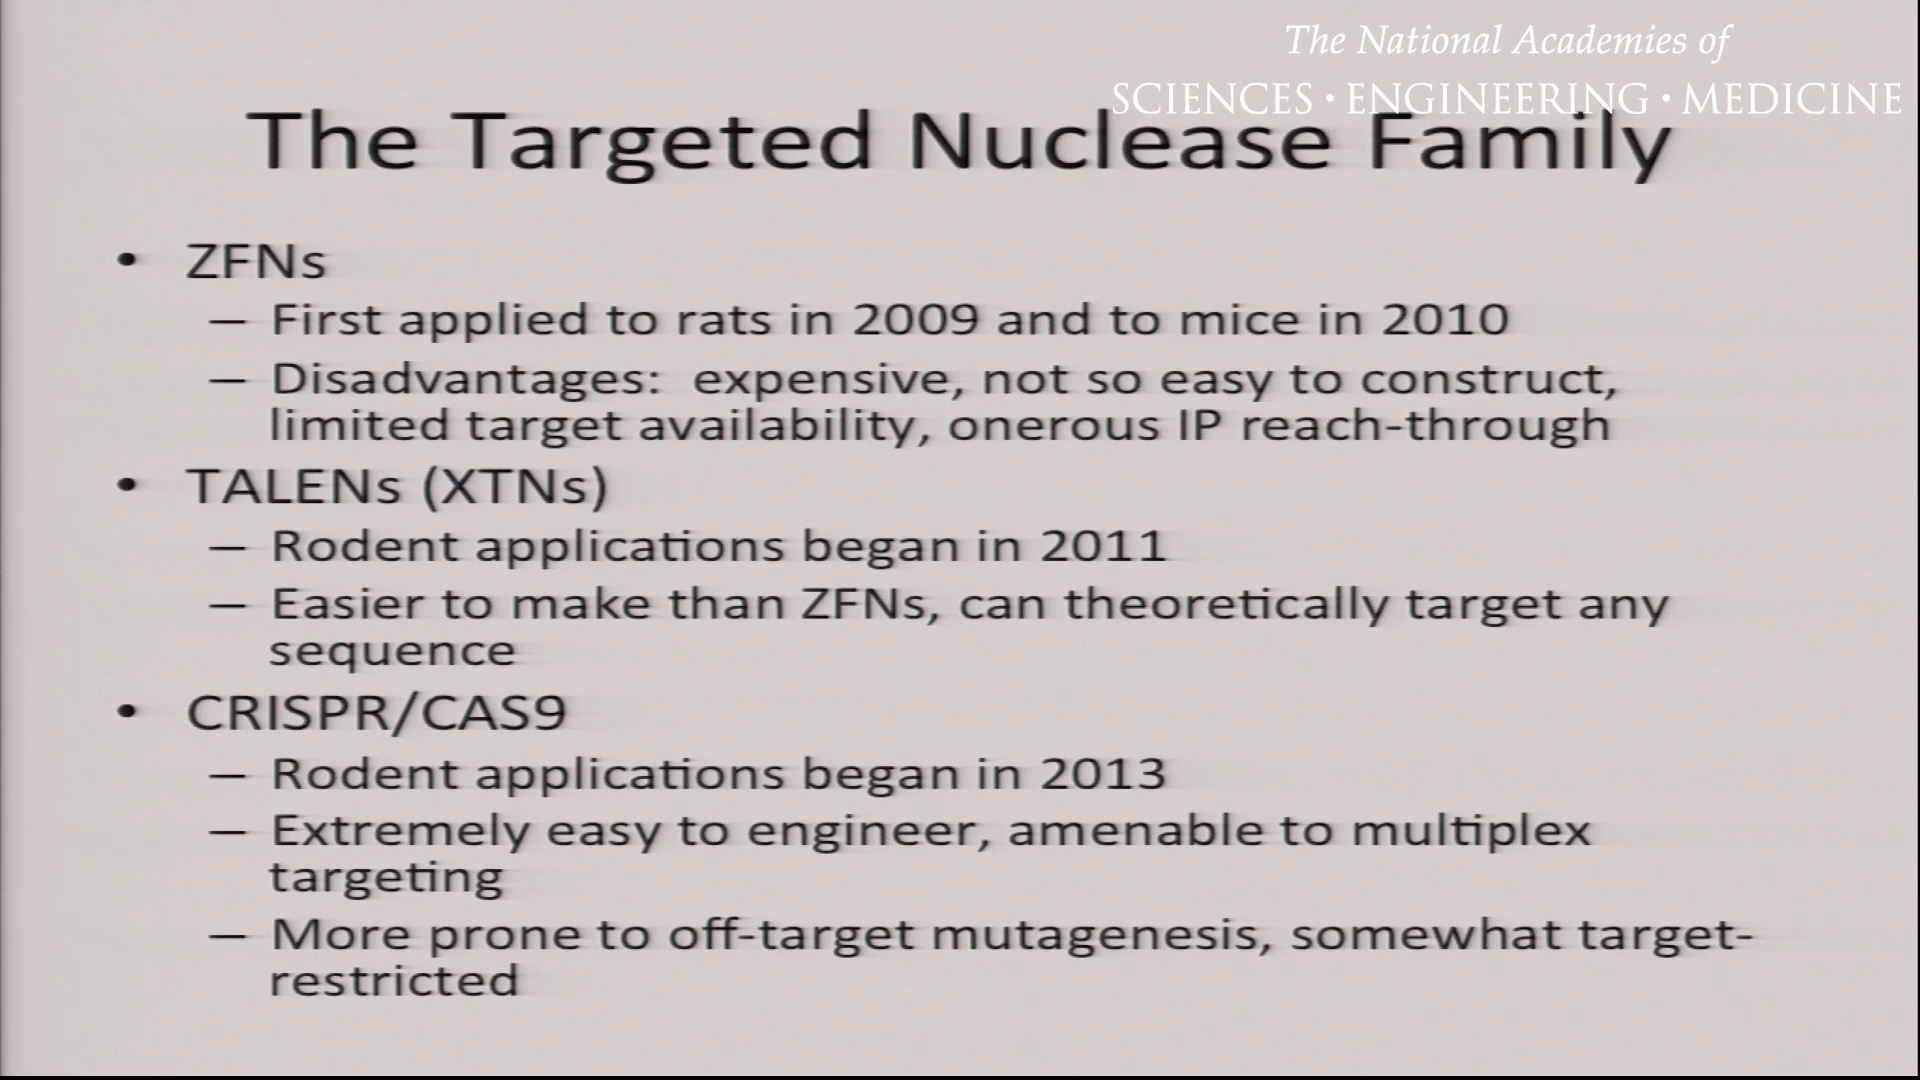 The National Academies of
SCIENCES • ENGINEERING • MEDICINE
The Targeted Nuclease Family
• ZFNs
– First applied to rats in 2009 and to mice in 2010
– Disadvantages: expensive, not so easy to construct,
limited target availability, onerous IP reach-through
• TALENs (XTNs)
– Rodent applications began in 2011
– Easier to make than ZFNs, can theoretically target any
sequence
• CRISPR/CAS9
– Rodent applications began in 2013
– Extremely easy to engineer, amenable to multiplex
targeting
– More prone to off-target mutagenesis, somewhat target-
restricted